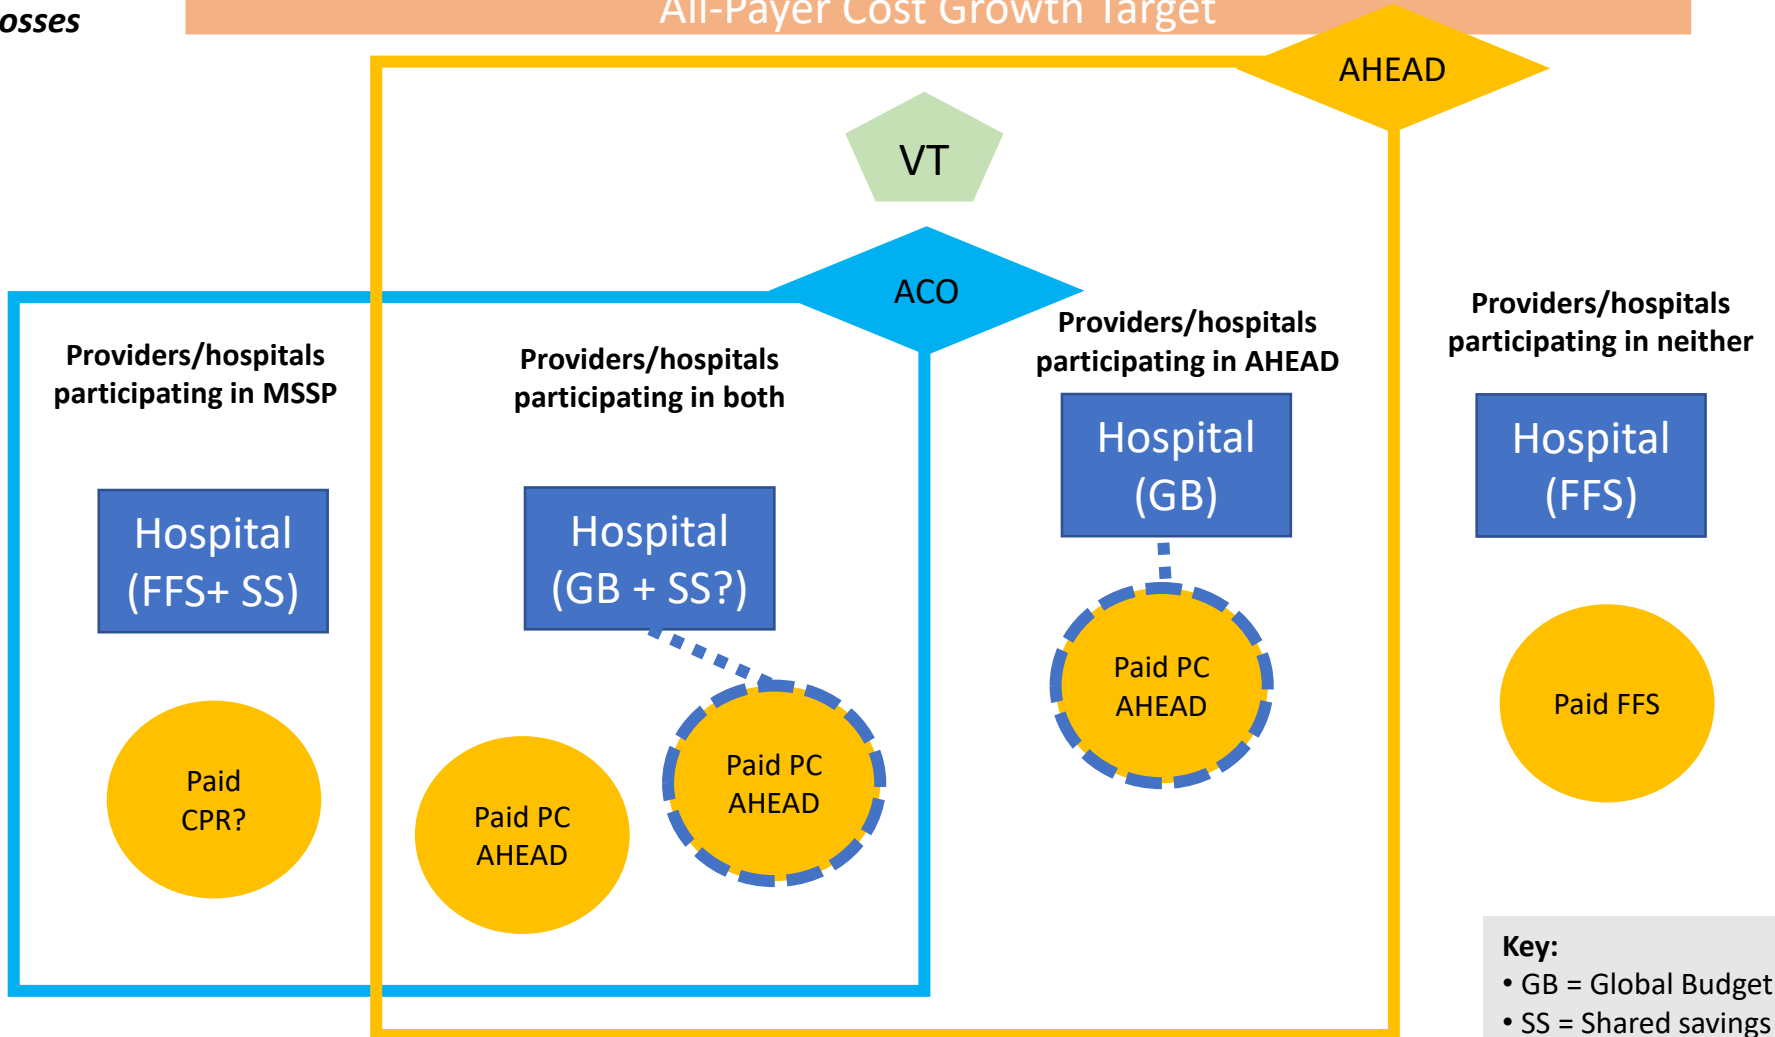 osses
All-Payer Cost Growth Target
AHEAD
VT
ACO
Providers/hospitals
participating in MSSP
Hospital
(FFS+ SS)
Paid
CPR?
Providers/hospitals
participating in both
Hospital
(GB + SS?)
Paid PC
AHEAD
Paid PC
AHEAD
Providers/hospitals
participating in AHEAD
Hospital
(GB)
Paid PC
AHEAD
Providers/hospitals
participating in neither
Hospital
(FFS)
Paid FFS
Key:
• GB = Global Budget
• SS = Shared savings